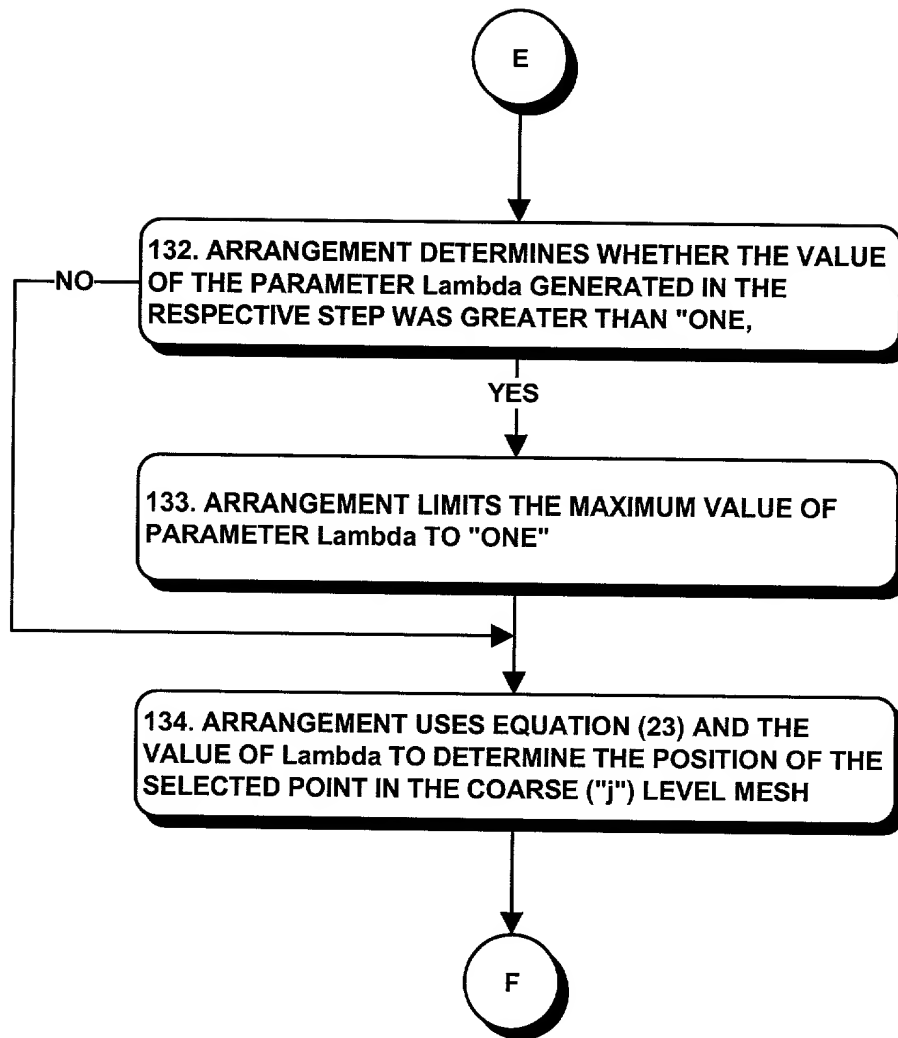 E
132. ARRANGEMENT DETERMINES WHETHER THE VALUE
OF THE PARAMETER Lambda GENERATED IN THE
RESPECTIVE STEP WAS GREATER THAN "ONE,
NO
YES
133. ARRANGEMENT LIMITS THE MAXIMUM VALUE OF
PARAMETER Lambda TO "ONE"
134. ARRANGEMENT USES EQUATION (23) AND THE
VALUE OF Lambda TO DETERMINE THE POSITION OF THE
SELECTED POINT IN THE COARSE ("j") LEVEL MESH
F